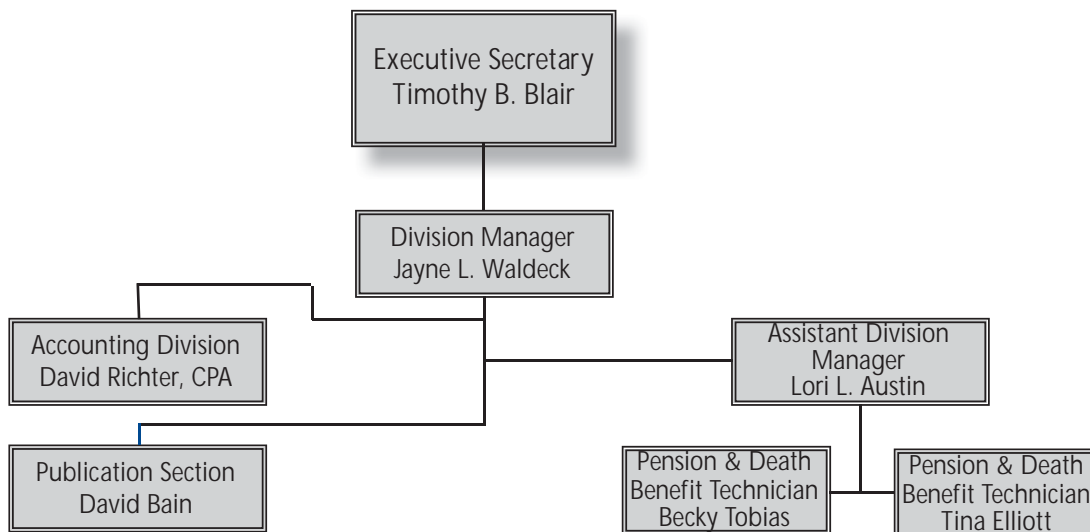 Executive Secretary
Timothy B. Blair
Division Manager
Jayne L. Waldeck
Accounting Division
David Richter, CPA
Assistant Division
Manager
Lori L. Austin
Publication Section
David Bain
Pension & Death
Benefit Technician
Becky Tobias
Pension & Death
Benefit Technician
Tina Elliott